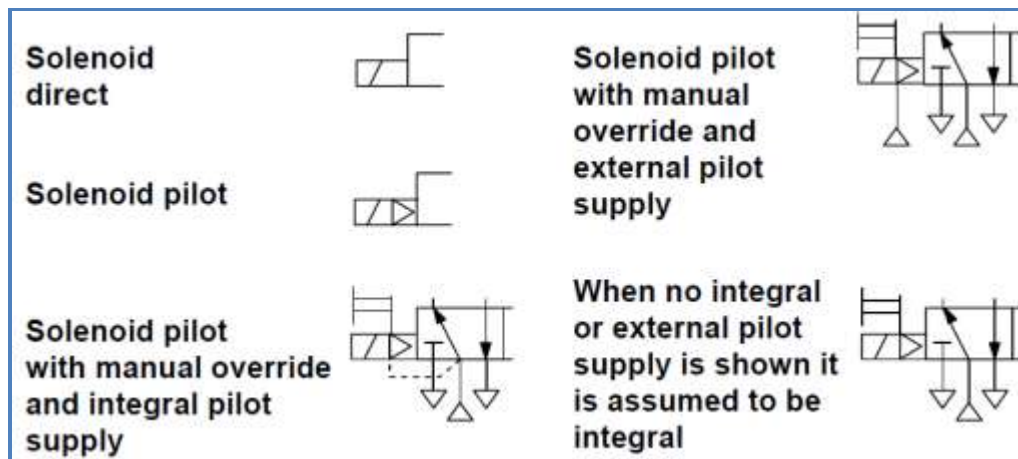 Solenoid
direct
Solenoid pilot
Solenoid pilot
with manual override
and integral pilot
supply
Solenoid pilot
with manual
override and
external pilot
supply
When no integral
or external pilot
supply is shown it
is assumed to be
integral